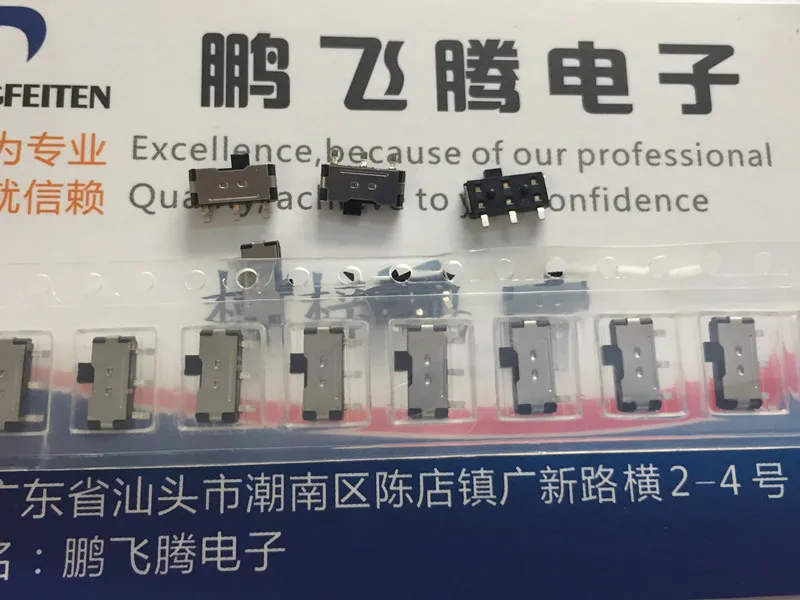 鹏飞腾电子
GFEITEN
为专业
Excellence, because of our professional
优信赖
confidence
广东省汕头市潮南区陈店镇广新路横2-4号
名：鹏飞腾电子